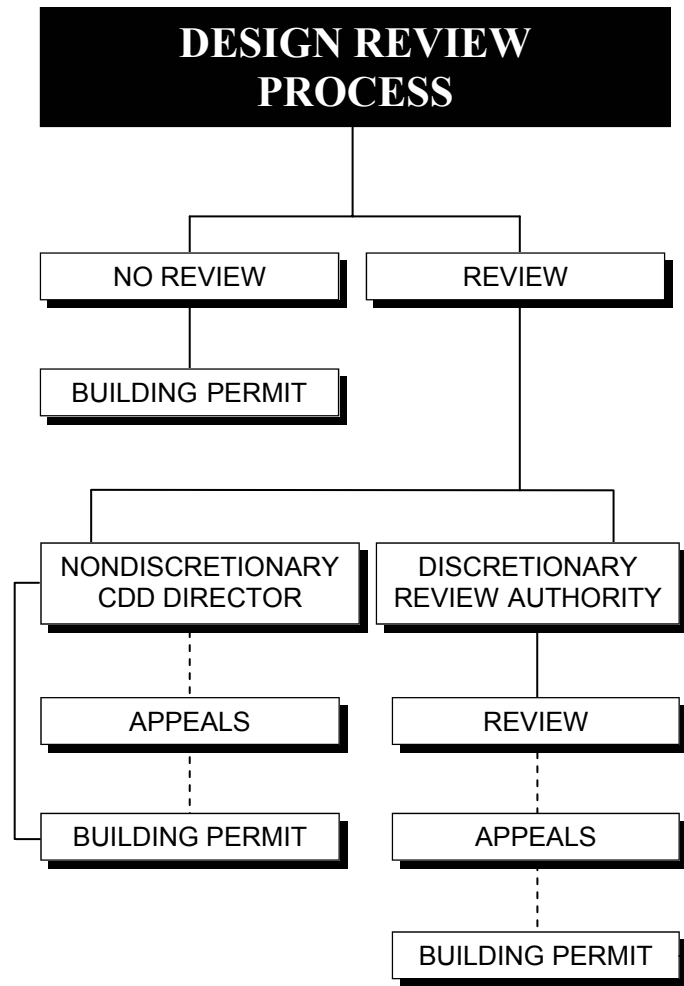 DESIGN REVIEW
PROCESS
NO REVIEW
REVIEW
BUILDING PERMIT
NONDISCRETIONARY
CDD DIRECTOR
DISCRETIONARY
REVIEW AUTHORITY
APPEALS
REVIEW
BUILDING PERMIT
APPEALS
BUILDING PERMIT